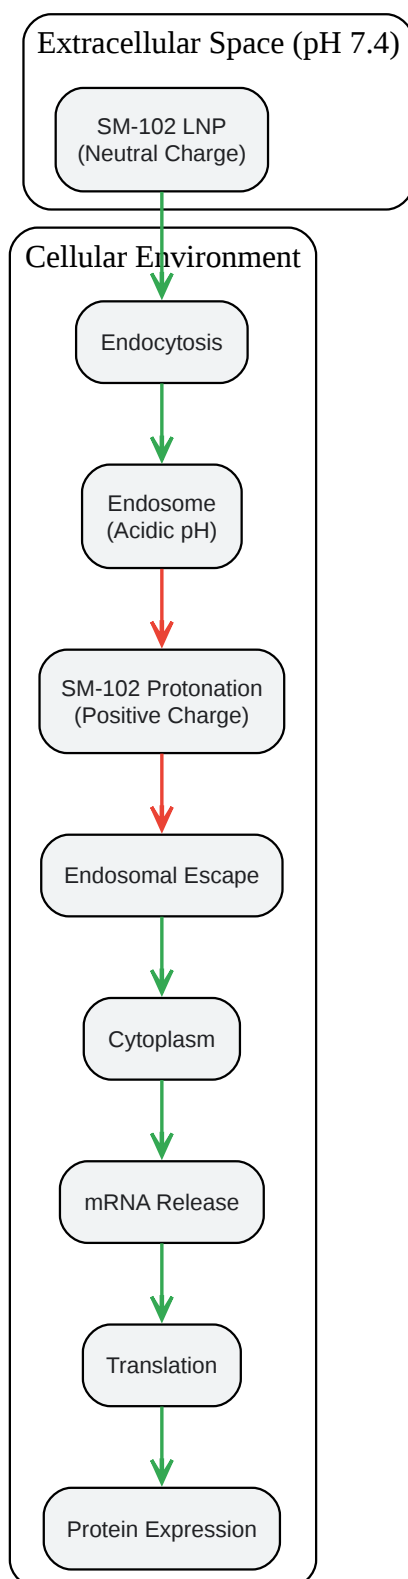 Extracellular Space (pH 7.4)
SM-102 LNP
(Neutral Charge)
Cellular Environment
Endocytosis
Endosome
(Acidic pH)
SM-102 Protonation
(Positive Charge)
Endosomal Escape
Cytoplasm
mRNA Release
Translation
Protein Expression